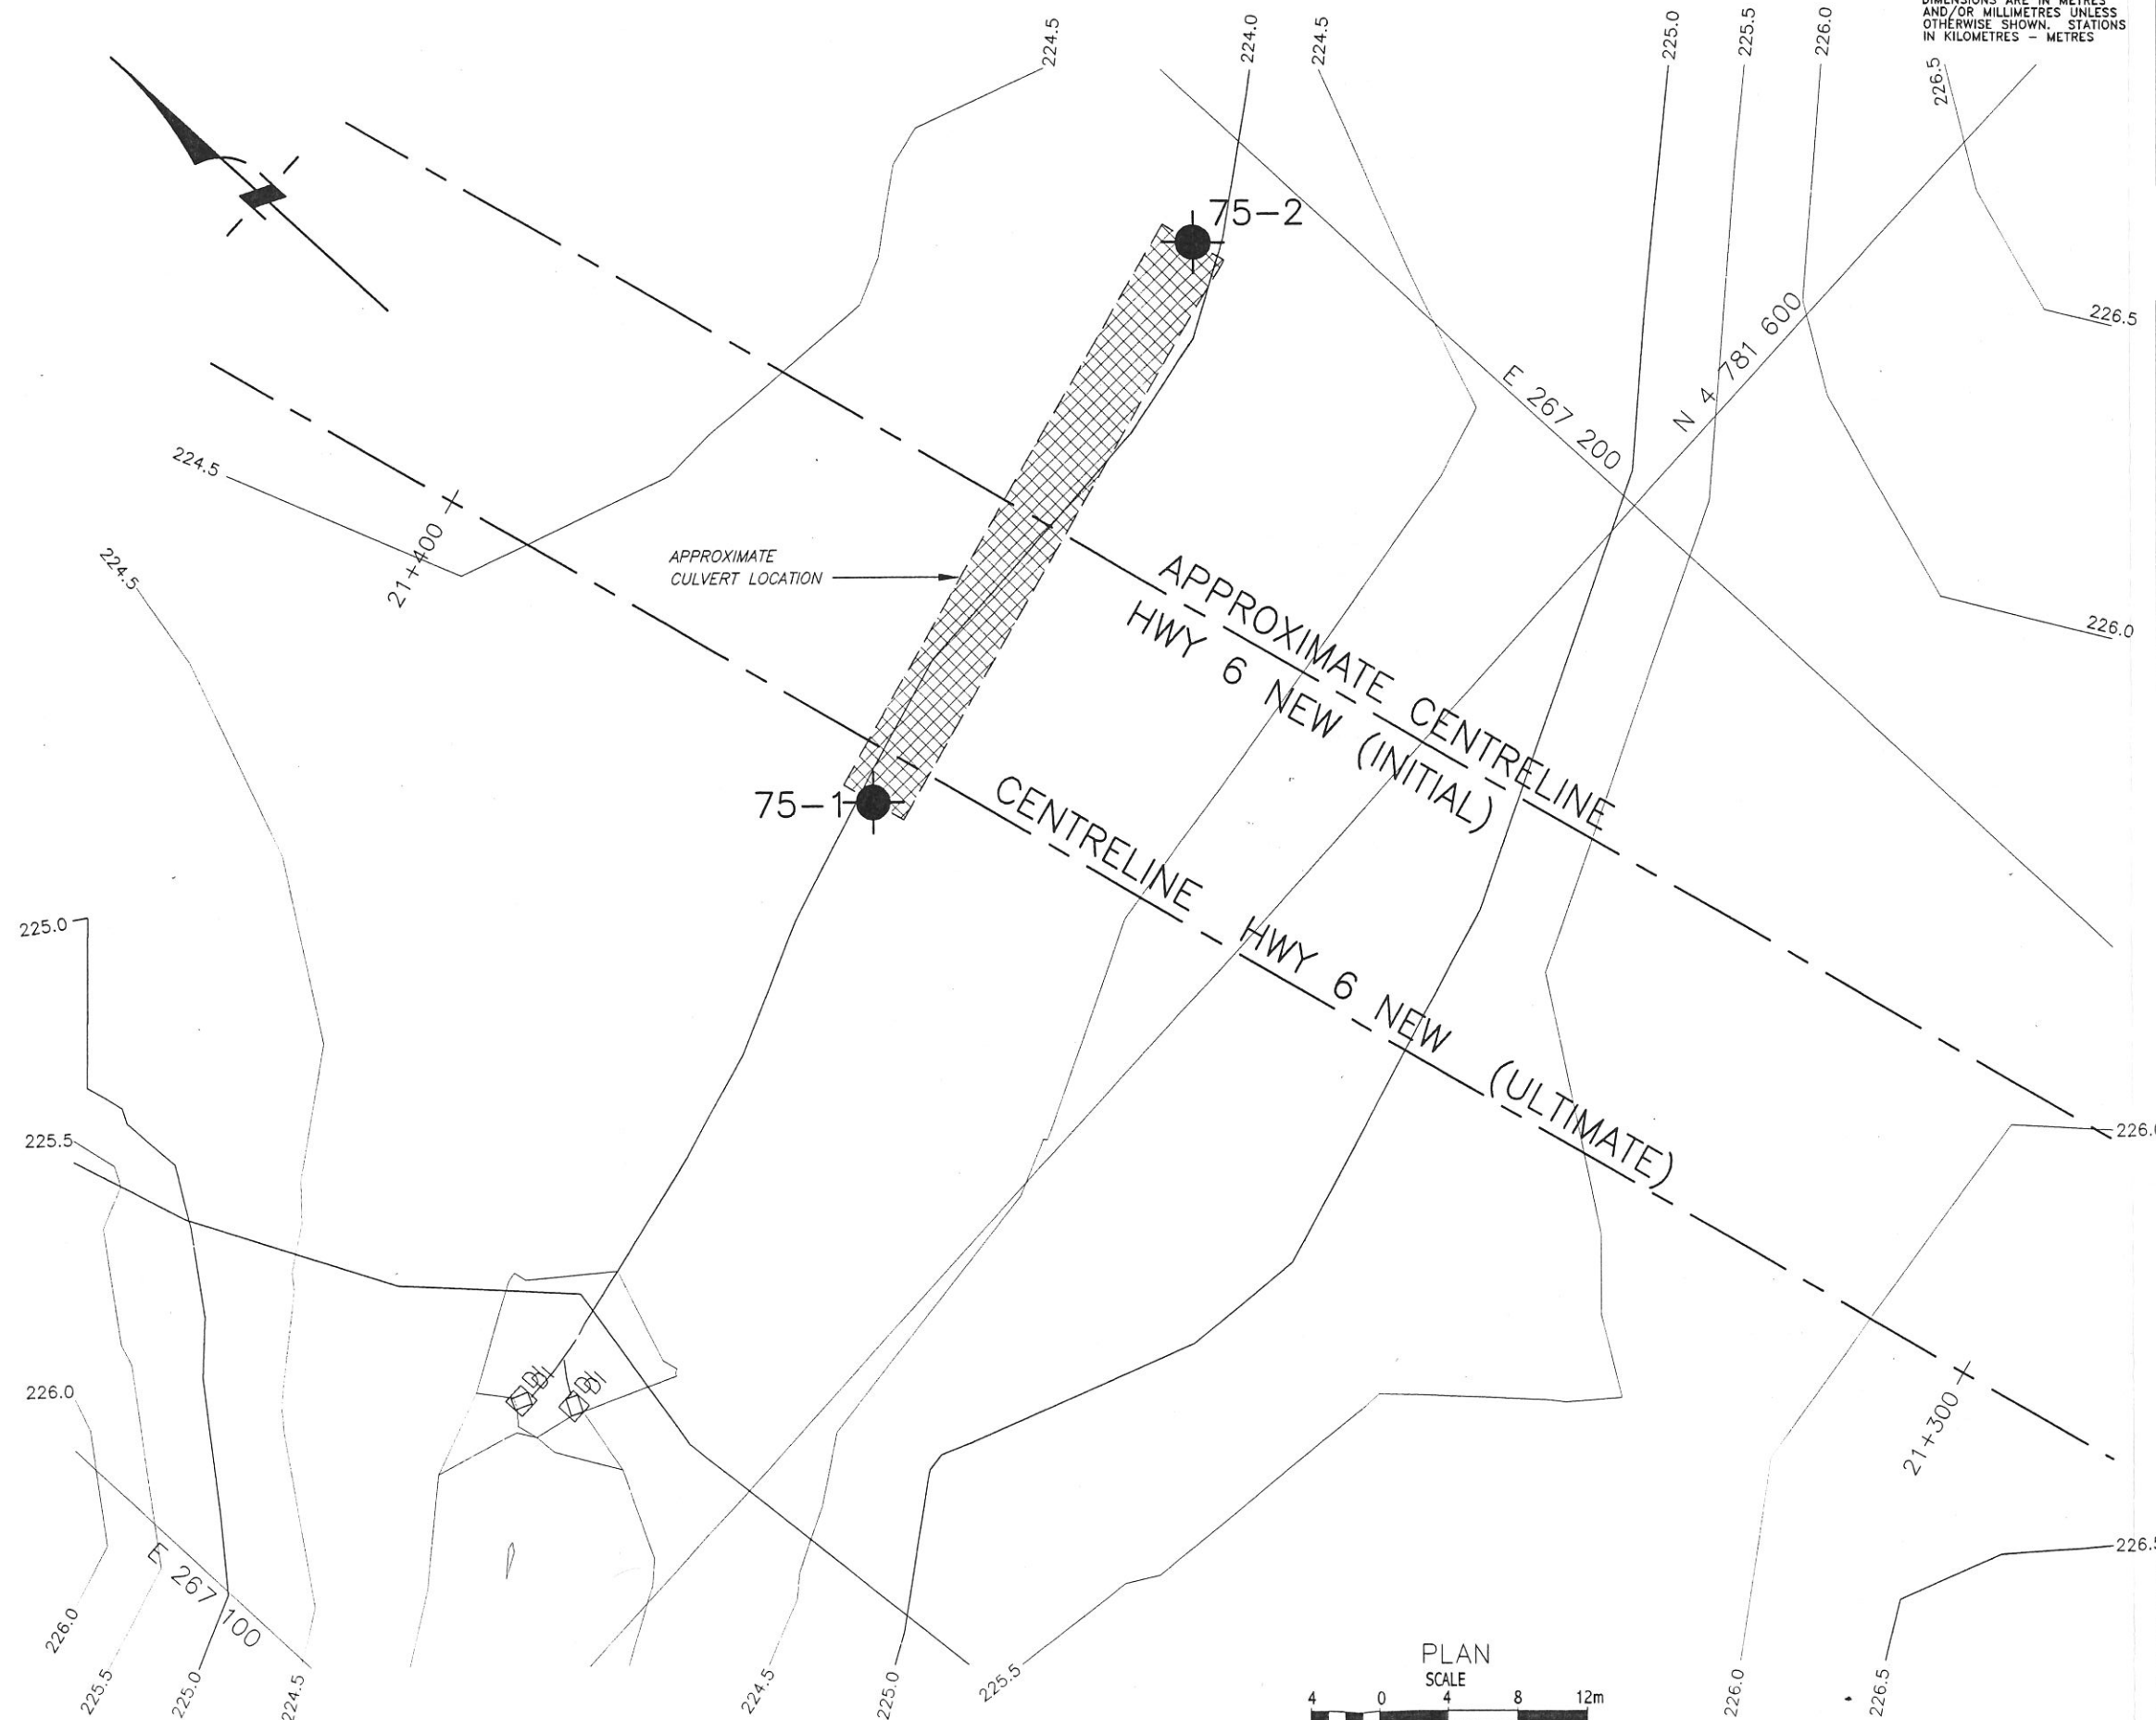 DIMENSIONS ARE IN METRES
AND/OR MILLIMETRES UNLESS
OTHERWISE SHOWN. STATIONS
IN KILOMETRES - METRES
224.5
224.0
224.5
225.0
225.5
226.0
226.5
75-2
226.5
N 4 781 600
E 267 200
224.5
21+400
224.5
APPROXIMATE
CULVERT LOCATION
APPROXIMATE CENTRELINE
HWY 6 NEW (INITIAL)
226.0
75-1
CENTRELINE HWY 6 NEW (ULTIMATE)
225.0
225.5
226.0
DI
DI
226.0
21+300
226.5
E 267 100
226.0
225.5
225.0
224.5
224.5
225.0
225.5
226.0
226.5
PLAN
SCALE
4 0 4 8 12m